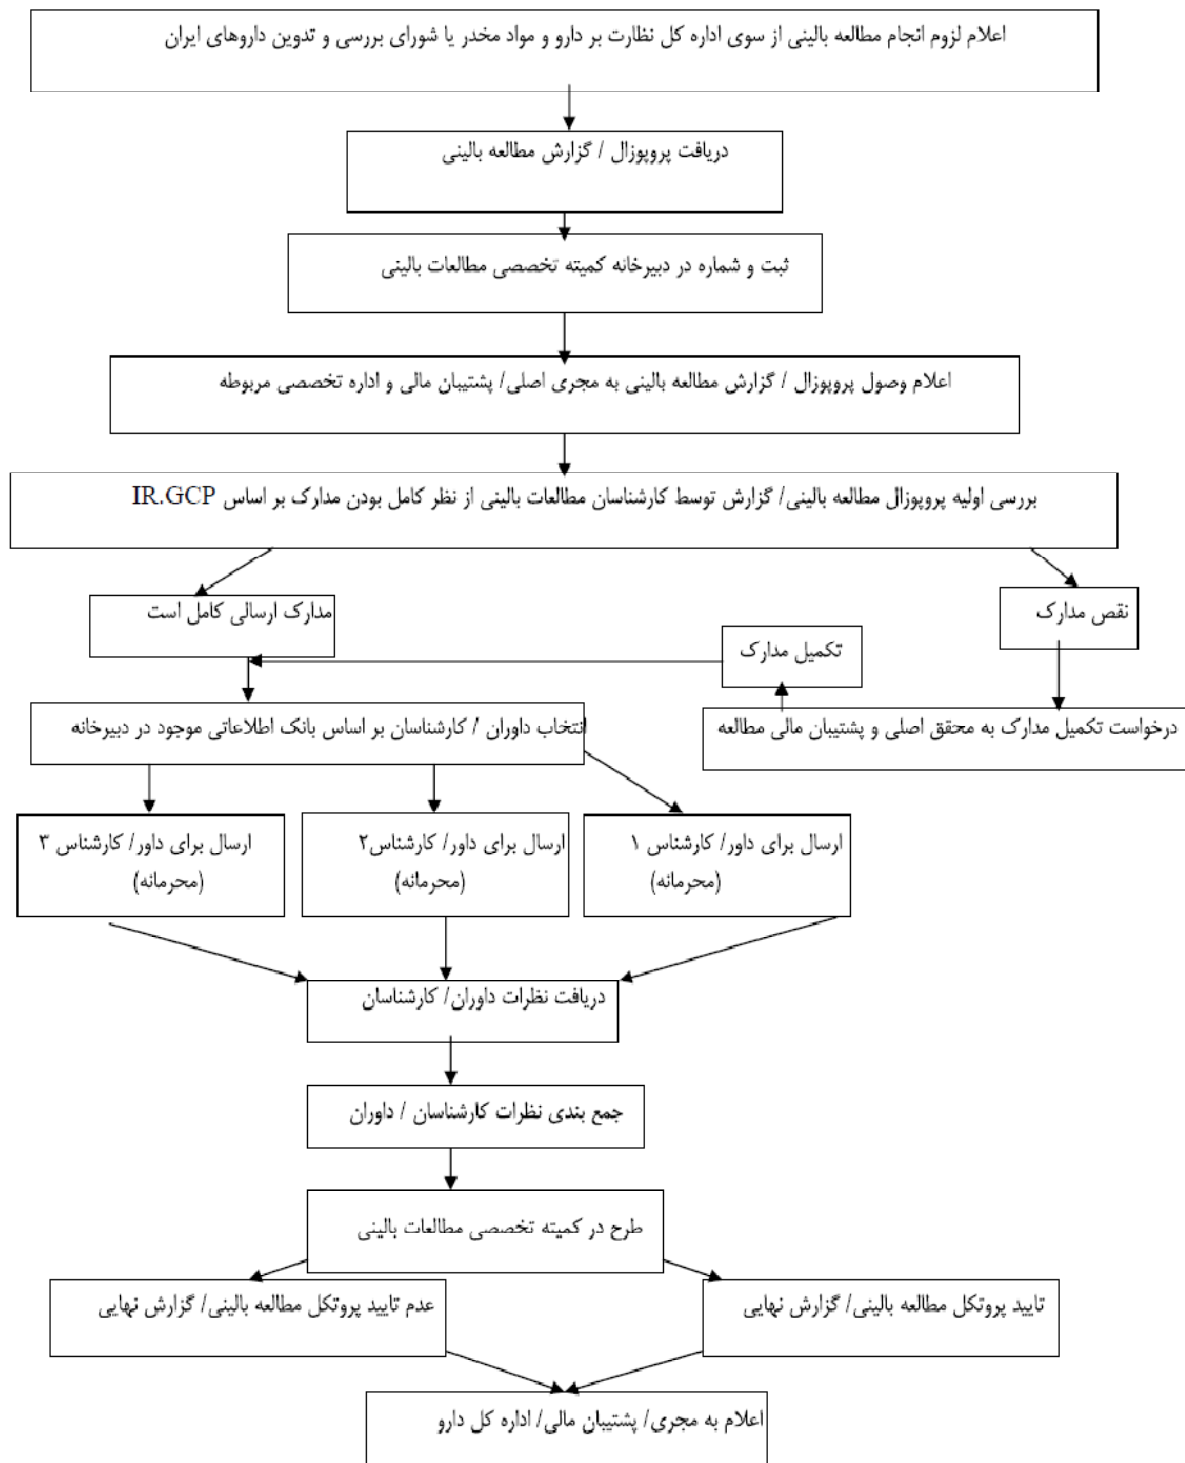 اعلام لزوم انجام مطالعه بالینی از سوی اداره کل نظارت بر دارو و مواد مخدر یا شورای بررسی و تدوین داروهای ایران
دریافت پروپوزال / گزارش مطالعه بالینی
ثبت و شماره در دبیرخانه کمیته تخصصی مطالعات بالینی
اعلام وصول پروپوزال / گزارش مطالعه بالینی به مجری اصلی/ پشتیبان مالی و اداره تخصصی مربوطه
بررسی اولیه پروپوزال مطالعه بالینی/ گزارش توسط کارشناسان مطالعات بالینی از نظر کامل بودن مدارک بر اساس IR.GCP
نقص مدارک
مدارک ارسالی کامل است
تکمیل مدارک
درخواست تکمیل مدارک به محقق اصلی و پشتیبان مالی مطالعه
انتخاب داوران / کارشناسان بر اساس بانک اطلاعاتی موجود در دبیرخانه
ارسال برای داور/ کارشناس ۱
(محرمانه)
ارسال برای داور/ کارشناس۲
(محرمانه)
ارسال برای داور/ کارشناس ۳
(محرمانه)
دریافت نظرات داوران/ کارشناسان
جمع بندی نظرات کارشناسان / داوران
طرح در کمیته تخصصی مطالعات بالینی
تایید پروتکل مطالعه بالینی/ گزارش نهایی
عدم تایید پروتکل مطالعه بالینی/ گزارش نهایی
اعلام به مجری/ پشتیبان مالی/ اداره کل دارو